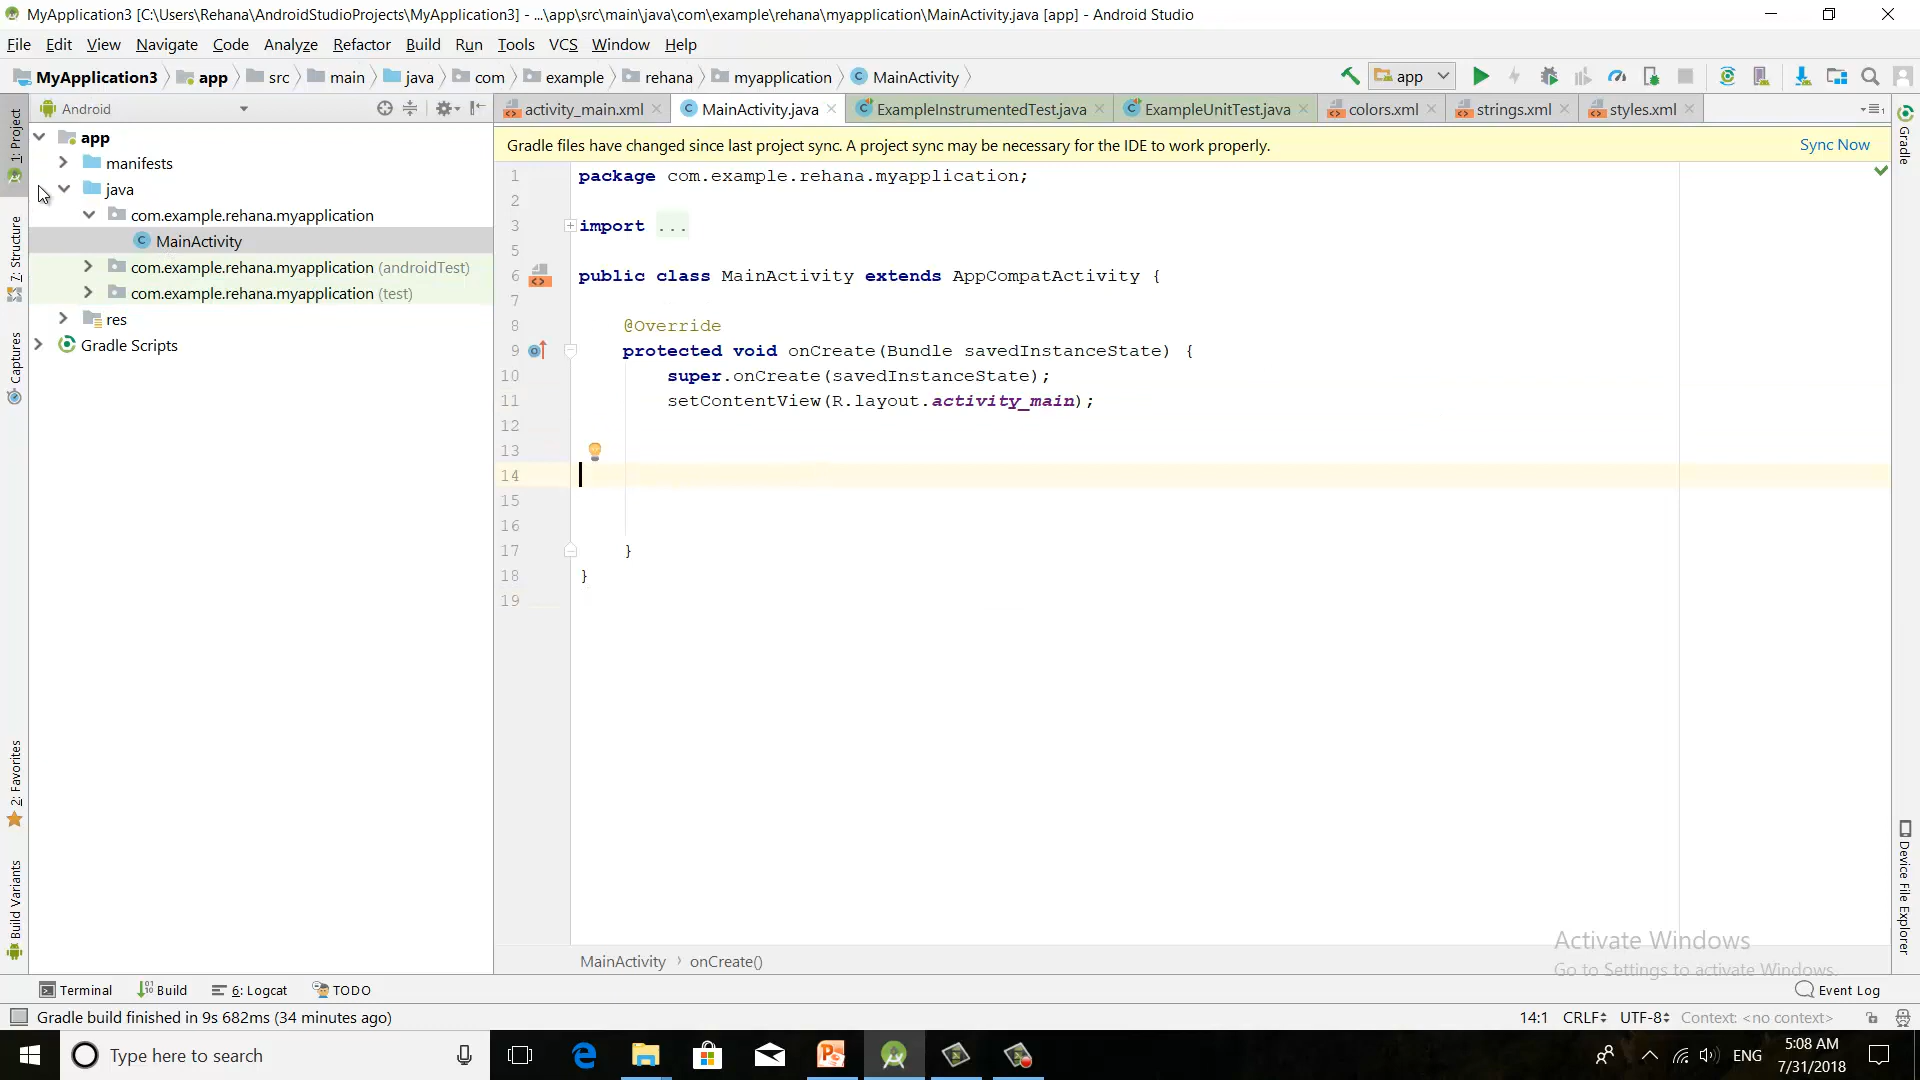 MyApplication3 [C:\Users\Rehana\AndroidStudioProjects\MyApplication3] - ...\app\src\main\java\com\example\rehana\myapplication\MainActivity.java [app] - Android Studio
File Edit View Navigate Code Analyze Refactor Build Run Tools VCS Window Help
MyApplication3 app src main java com example rehana myapplication MainActivity app
Android
activity_main.xml MainActivity.java ExampleInstrumentedTest.java ExampleUnitTest.java colors.xml strings.xml styles.xml
Gradle files have changed since last project sync. A project sync may be necessary for the IDE to work properly. Sync Now
1: Project
7: Structure
Captures
2: Favorites
Build Variants
app
manifests
java
com.example.rehana.myapplication
MainActivity
com.example.rehana.myapplication (androidTest)
com.example.rehana.myapplication (test)
res
Gradle Scripts
1 package com.example.rehana.myapplication;
2
3 import ...
5
6 public class MainActivity extends AppCompatActivity {
7
8 @Override
9 protected void onCreate(Bundle savedInstanceState) {
10 super.onCreate(savedInstanceState);
11 setContentView(R.layout.activity_main);
12
13
14
15
16
17 }
18 }
19
Gradle
Device File Explorer
MainActivity › onCreate()
Activate Windows
Go to Settings to activate Windows.
Terminal Build 6: Logcat TODO Event Log
Gradle build finished in 9s 682ms (34 minutes ago) 14:1 CRLF UTF-8 Context: <no context>
Type here to search ENG 5:08 AM
7/31/2018